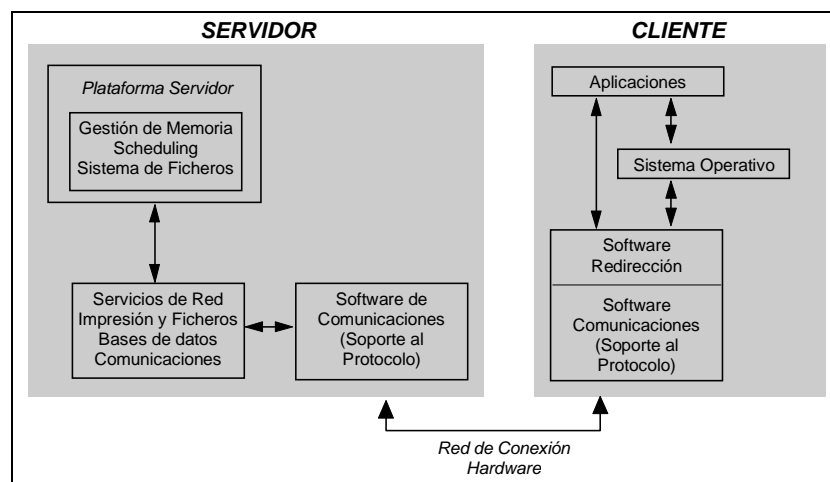 SERVIDOR
Plataforma Servidor
Gestión de Memoria
Scheduling
Sistema de Ficheros
Servicios de Red
Impresión y Ficheros
Bases de datos
Comunicaciones
Software de
Comunicaciones
(Soporte al
Protocolo)
CLIENTE
Aplicaciones
Sistema Operativo
Software
Redirección
Software
Comunicaciones
(Soporte al
Protocolo)
Red de Conexión
Hardware